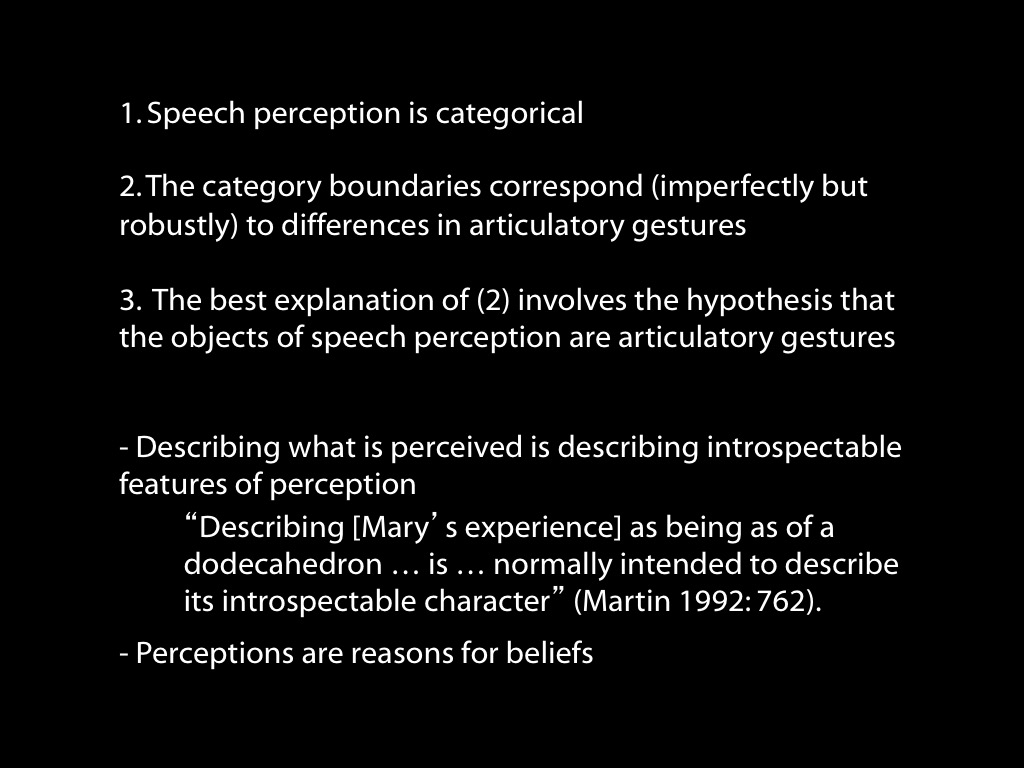 1. Speech perception is categorical
2. The category boundaries correspond (imperfectly but
robustly) to differences in articulatory gestures
3. The best explanation of (2) involves the hypothesis that
the objects of speech perception are articulatory gestures
- Describing what is perceived is describing introspectable
features of perception
“Describing [Mary’s experience] as being as of a
dodecahedron … is … normally intended to describe
its introspectable character” (Martin 1992: 762).
- Perceptions are reasons for beliefs